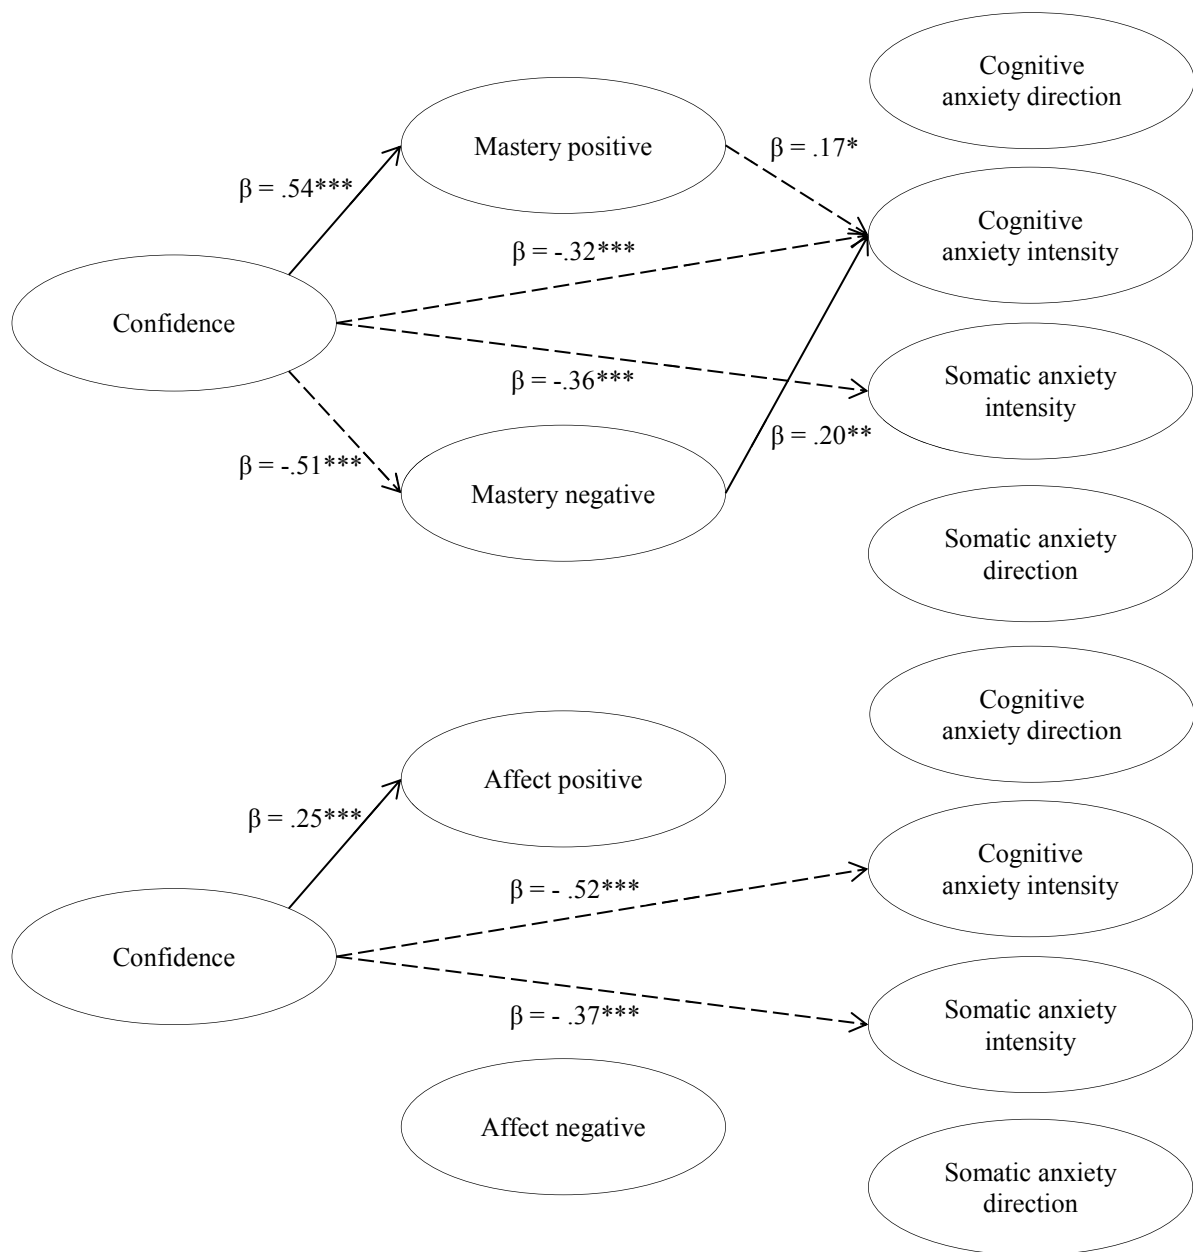 Cognitive
anxiety direction
Mastery positive
β = .17*
β = .54***
Cognitive
anxiety intensity
β = -.32***
Confidence
β = -.36***
Somatic anxiety
intensity
β = .20**
β = -.51***
Mastery negative
Somatic anxiety
direction
Cognitive
anxiety direction
Affect positive
β = .25***
Cognitive
anxiety intensity
β = - .52***
Confidence
β = - .37***
Somatic anxiety
intensity
Affect negative
Somatic anxiety
direction